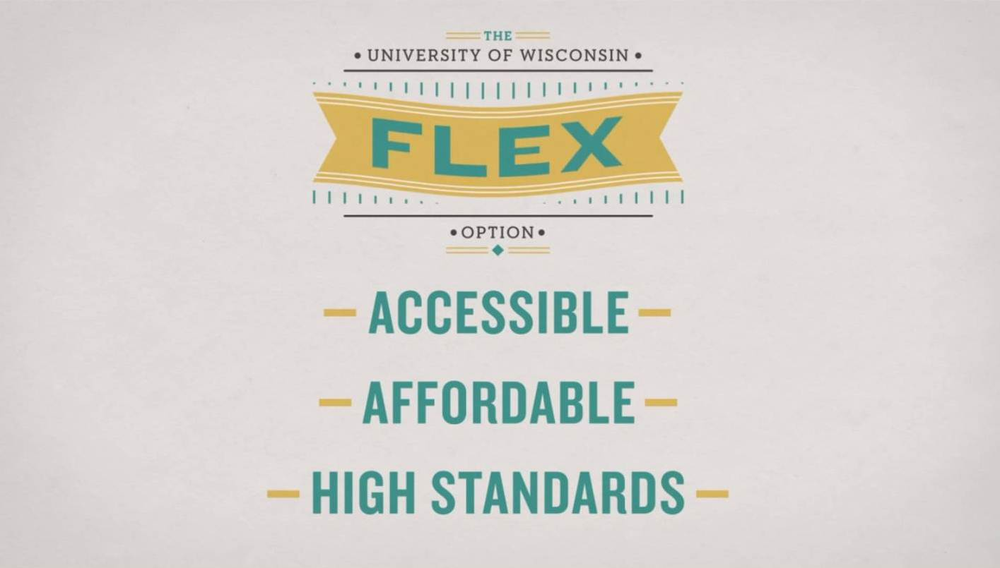 THE
• UNIVERSITY OF WISCONSIN •
FLEX
• OPTION •
ACCESSIBLE
AFFORDABLE
HIGH STANDARDS